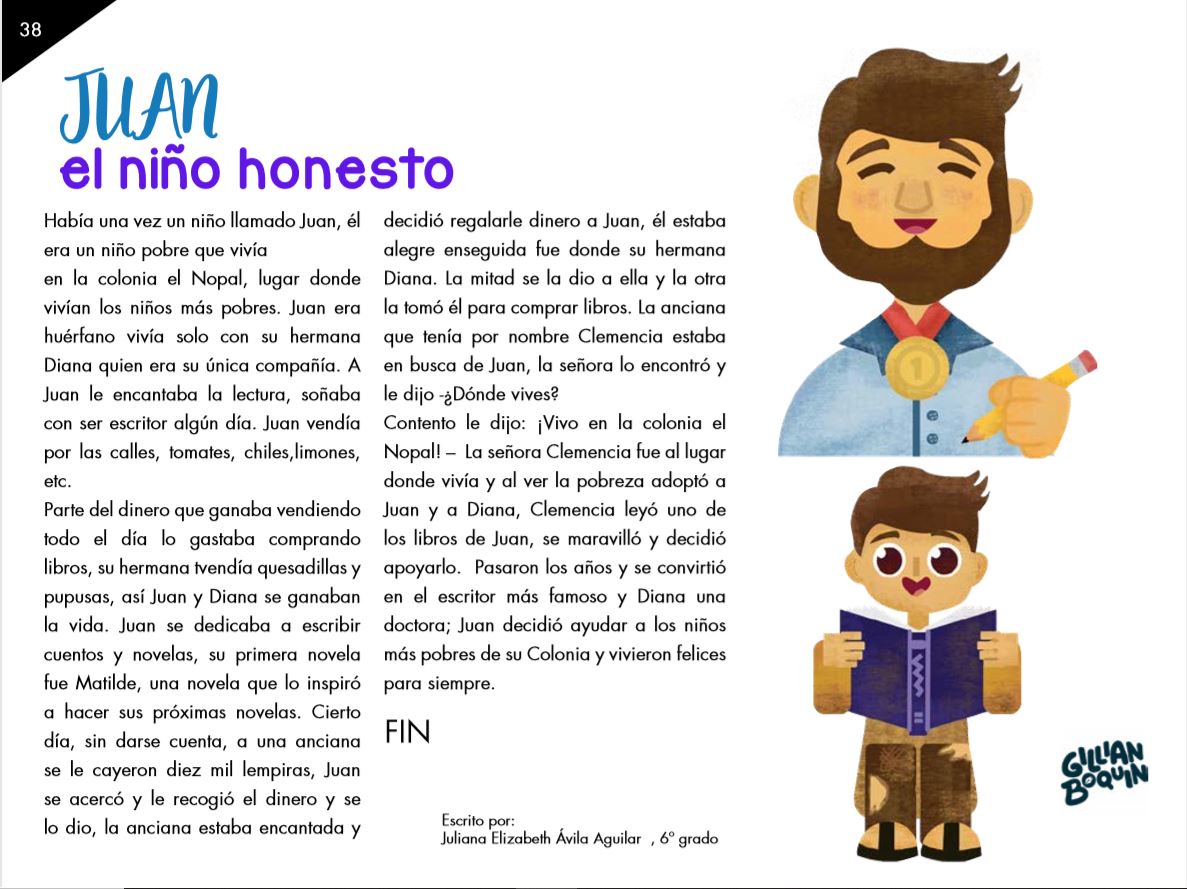 38
JUAN
el niño honesto
Había una vez un niño llamado Juan, él
era un niño pobre que vivía
en la colonia el Nopal, lugar donde
vivían los niños más pobres. Juan era
huérfano vivía solo con su hermana
Diana quien era su única compañía. A
Juan le encantaba la lectura, soñaba
con ser escritor algún día. Juan vendía
por las calles, tomates, chiles,limones,
etc.
Parte del dinero que ganaba vendiendo
todo el día lo gastaba comprando
libros, su hermana tvendía quesadillas y
pupusas, así Juan y Diana se ganaban
la vida. Juan se dedicaba a escribir
cuentos y novelas, su primera novela
fue Matilde, una novela que lo inspiró
a hacer sus próximas novelas. Cierto
día, sin darse cuenta, a una anciana
se le cayeron diez mil lempiras, Juan
se acercó y le recogió el dinero y se
lo dio, la anciana estaba encantada y
decidió regalarle dinero a Juan, él estaba
alegre enseguida fue donde su hermana
Diana. La mitad se la dio a ella y la otra
la tomó él para comprar libros. La anciana
que tenía por nombre Clemencia estaba
en busca de Juan, la señora lo encontró y
le dijo -¿Dónde vives?
Contento le dijo: ¡Vivo en la colonia el
Nopal! – La señora Clemencia fue al lugar
donde vivía y al ver la pobreza adoptó a
Juan y a Diana, Clemencia leyó uno de
los libros de Juan, se maravilló y decidió
apoyarlo. Pasaron los años y se convirtió
en el escritor más famoso y Diana una
doctora; Juan decidió ayudar a los niños
más pobres de su Colonia y vivieron felices
para siempre.
FIN
Escrito por:
Juliana Elizabeth Ávila Aguilar , 6º grado
1
GILLIAN
BOQUIN